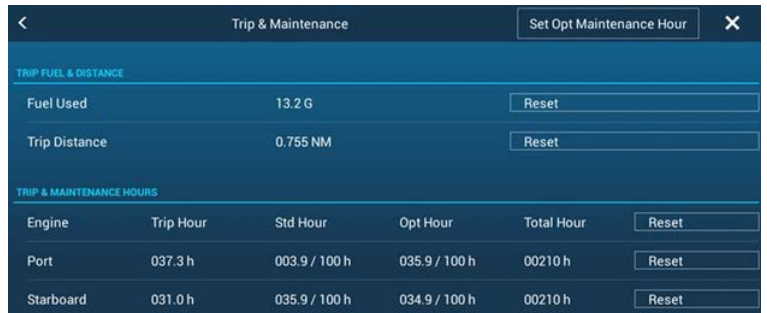 Trip & Maintenance Set Opt Maintenance Hour
TRIP FUEL & DISTANCE
Fuel Used 13.2 G Reset
Trip Distance 0.755 NM Reset
TRIP & MAINTENANCE HOURS
Engine Trip Hour Std Hour Opt Hour Total Hour Reset
Port 037.3 h 003.9 / 100 h 035.9 / 100 h 00210 h Reset
Starboard 031.0 h 035.9 / 100 h 034.9 / 100 h 00210 h Reset